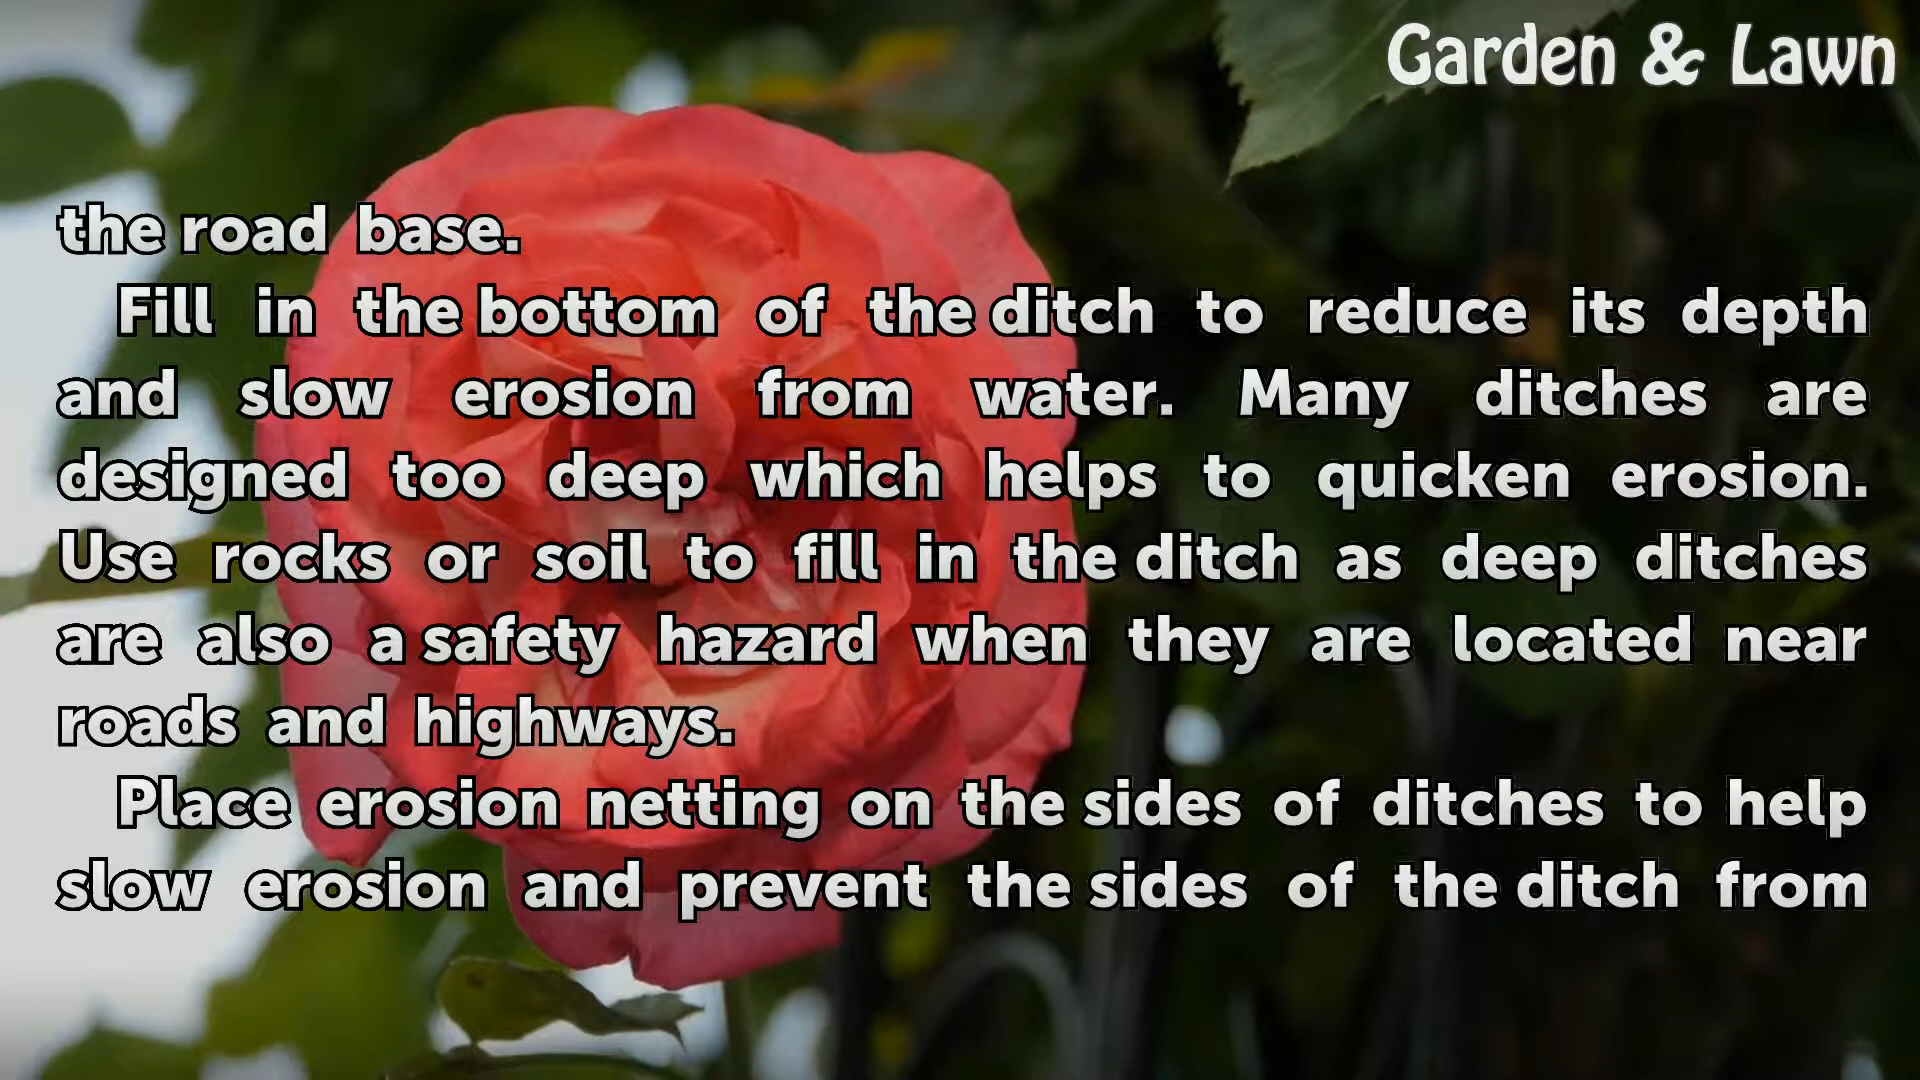 Garden & Lawn
the road base.
Fill in the bottom of the ditch to reduce its depth
and slow erosion from water. Many ditches are
designed too deep which helps to quicken erosion.
Use rocks or soil to fill in the ditch as deep ditches
are also a safety hazard when they are located near
roads and highways.
Place erosion netting on the sides of ditches to help
slow erosion and prevent the sides of the ditch from